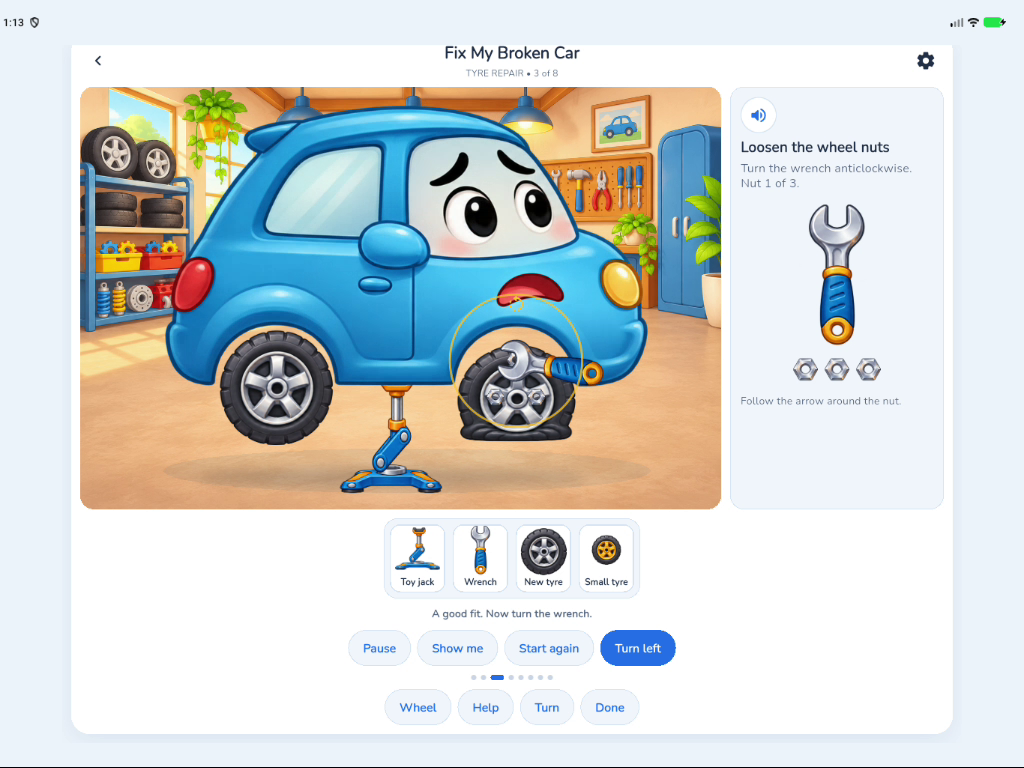 1:13
Fix My Broken Car
TYRE REPAIR • 3 of 8
Loosen the wheel nuts
Turn the wrench anticlockwise.
Nut 1 of 3.
Follow the arrow around the nut.
Toy jack
Wrench
New tyre
Small tyre
A good fit. Now turn the wrench.
Pause
Show me
Start again
Turn left
Wheel
Help
Turn
Done